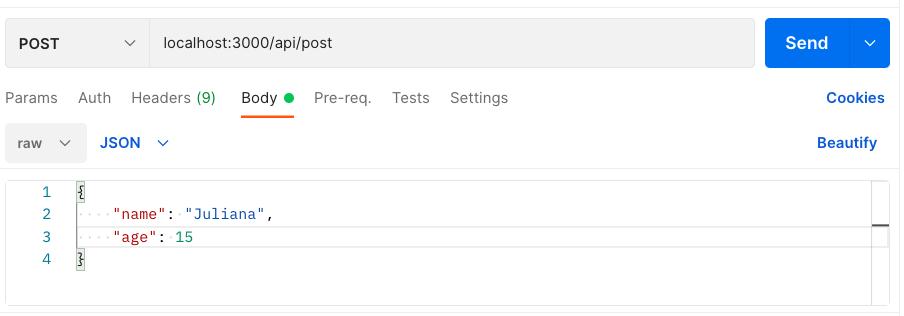 POST localhost:3000/api/post Send
Params Auth Headers (9) Body Pre-req. Tests Settings Cookies
raw JSON Beautify
1 {
2 "name": "Juliana",
3 "age": 15
4 }